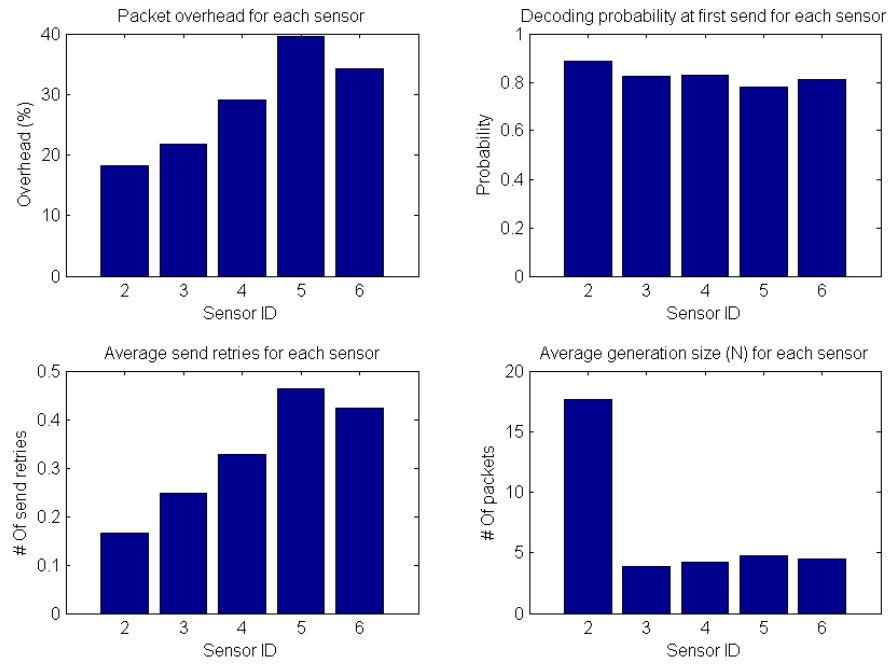 Packet overhead for each sensor
Overhead (%)
40
30
20
10
0
2 3 4 5 6
Sensor ID
Decoding probability at first send for each sensor
Probability
1
0.8
0.6
0.4
0.2
0
2 3 4 5 6
Sensor ID
Average send retries for each sensor
# Of send retries
0.5
0.4
0.3
0.2
0.1
0
2 3 4 5 6
Sensor ID
Average generation size (N) for each sensor
# Of packets
20
15
10
5
0
2 3 4 5 6
Sensor ID